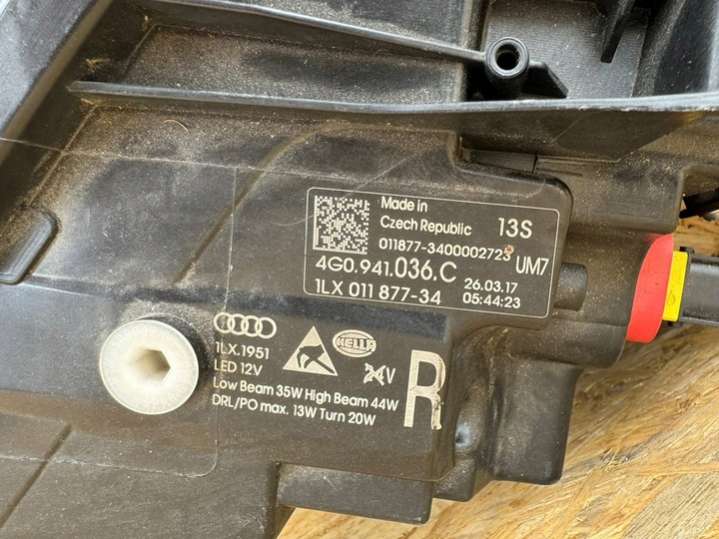 Made in
Czech Republic 13S
011877-3400002723
4G0.941.036.C UM7
26.03.17
1LX 011 877-34 05:44:23
1LX.1951
HELLA
LED 12V
24V
Low Beam 35W High Beam 44W
DRL/PO max. 13W Turn 20W
R